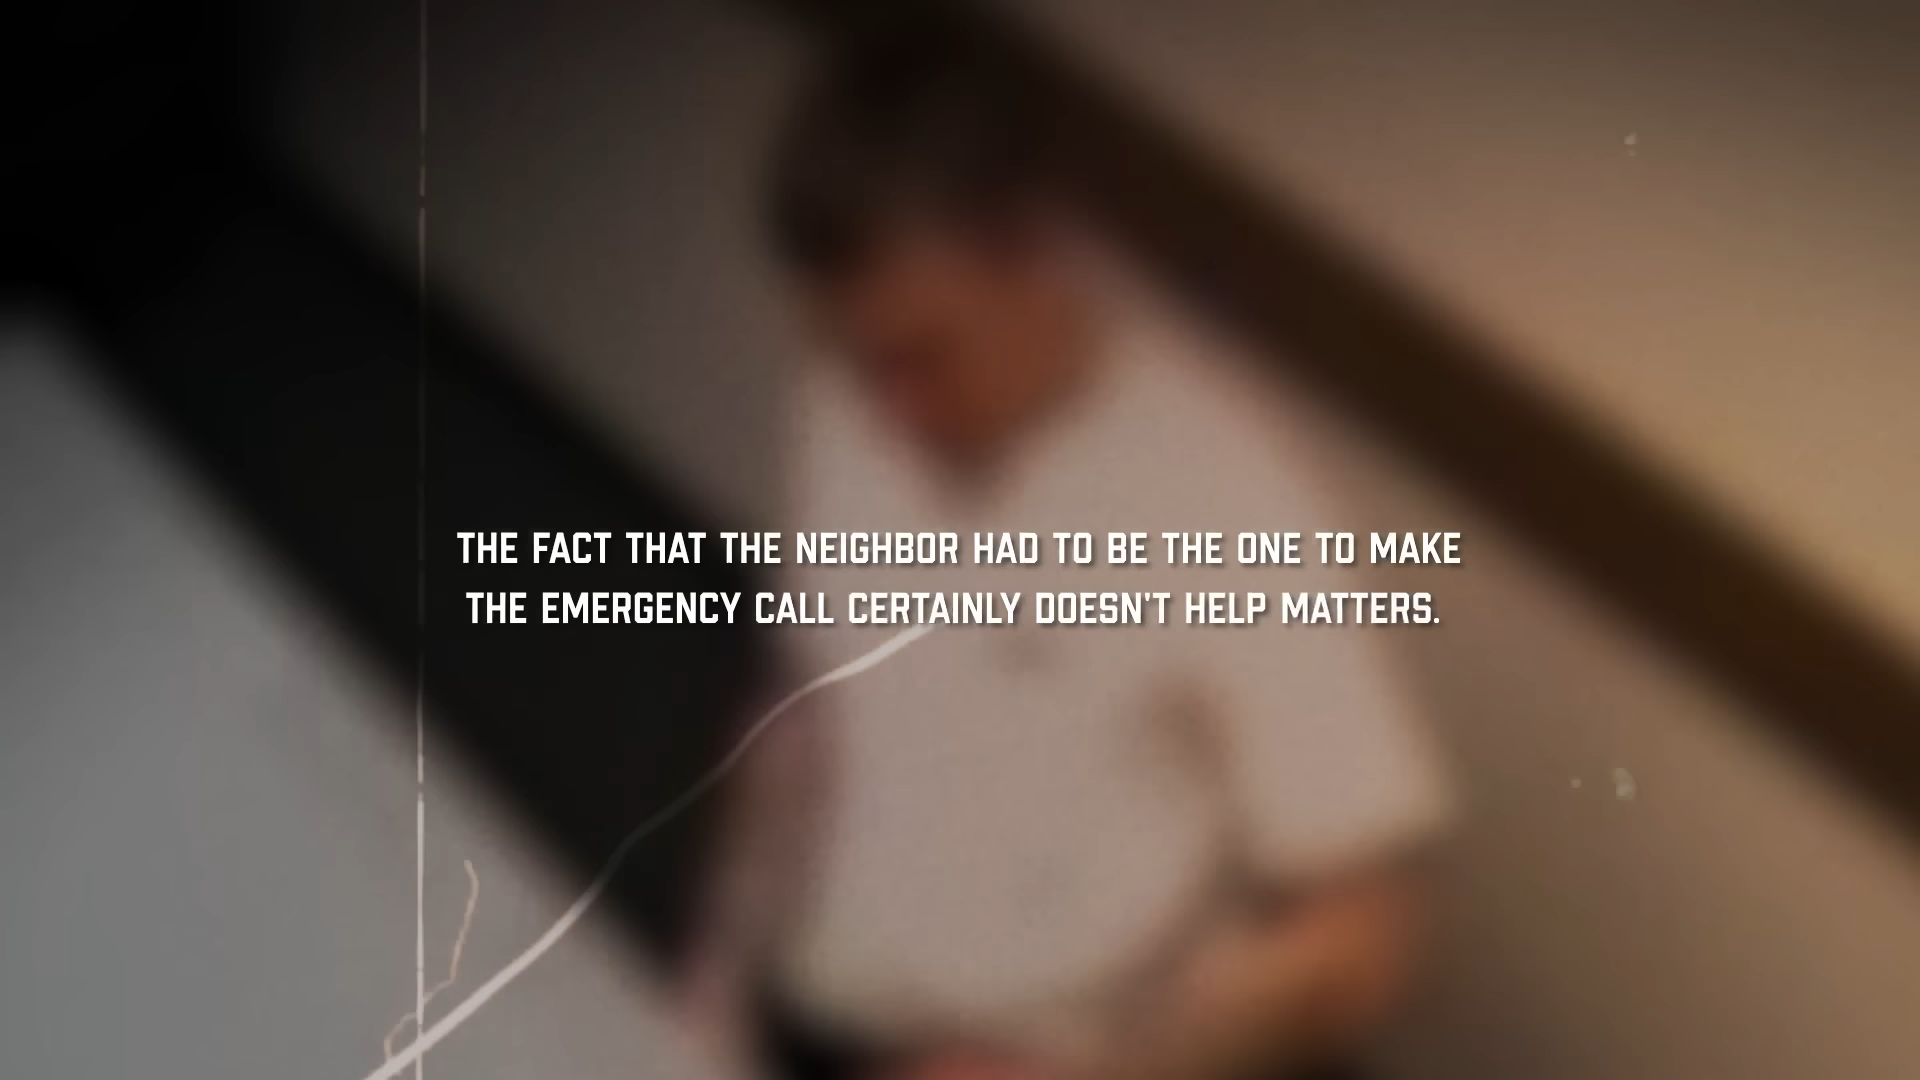 THE FACT THAT THE NEIGHBOR HAD TO BE THE ONE TO MAKE
THE EMERGENCY CALL CERTAINLY DOESN'T HELP MATTERS.